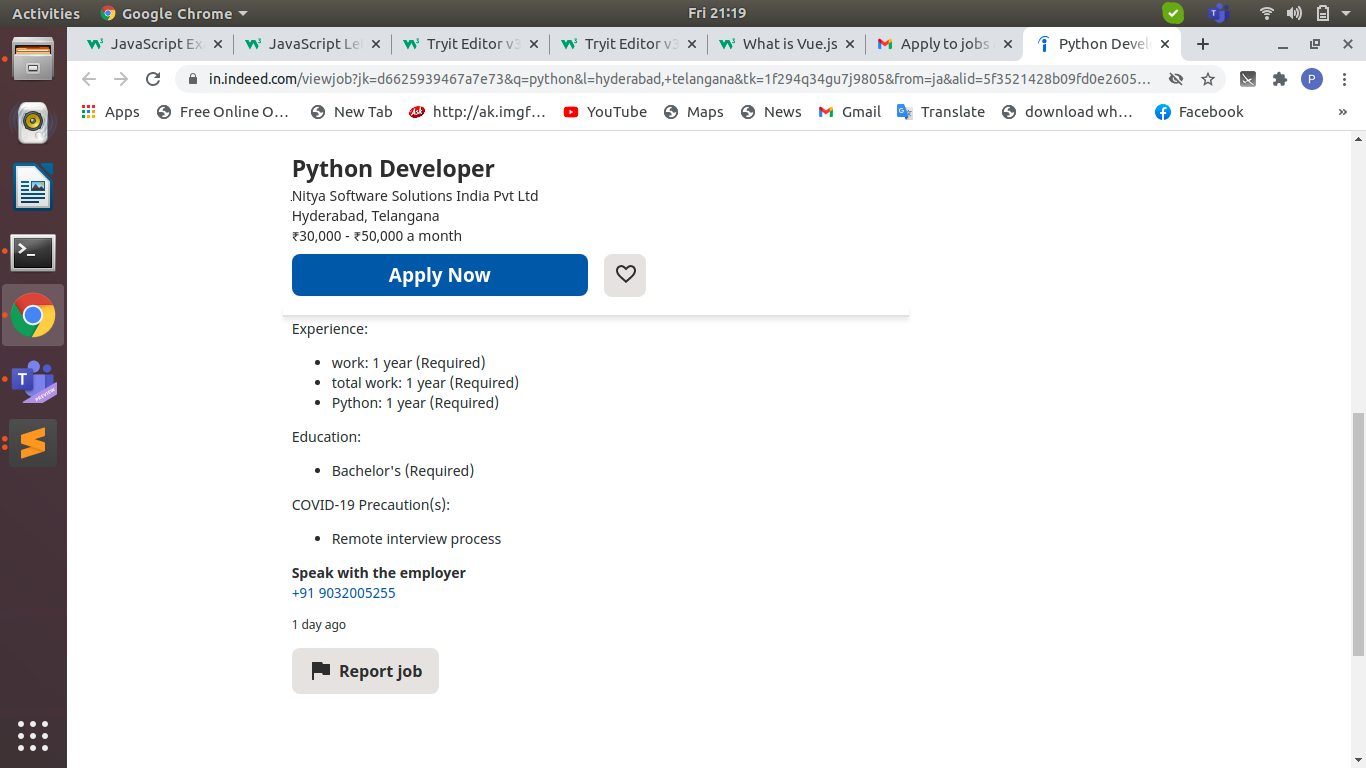 Activities
Google Chrome
Fri 21:19
JavaScript Ex
JavaScript Le
Tryit Editor v3
Tryit Editor v3
What is Vue.js
Apply to jobs
Python Devel
in.indeed.com/viewjob?jk=d6625939467a7e73&q=python&l=hyderabad,+telangana&tk=1f294q34gu7j9805&from=ja&alid=5f3521428b09fd0e2605...
P
Apps
Free Online O…
New Tab
http://ak.imgf…
YouTube
Maps
News
Gmail
Translate
download wh…
Facebook
»
Python Developer
Nitya Software Solutions India Pvt Ltd
Hyderabad, Telangana
₹30,000 - ₹50,000 a month
Apply Now
Experience:
• work: 1 year (Required)
• total work: 1 year (Required)
• Python: 1 year (Required)
Education:
• Bachelor's (Required)
COVID-19 Precaution(s):
• Remote interview process
Speak with the employer
+91 9032005255
1 day ago
Report job